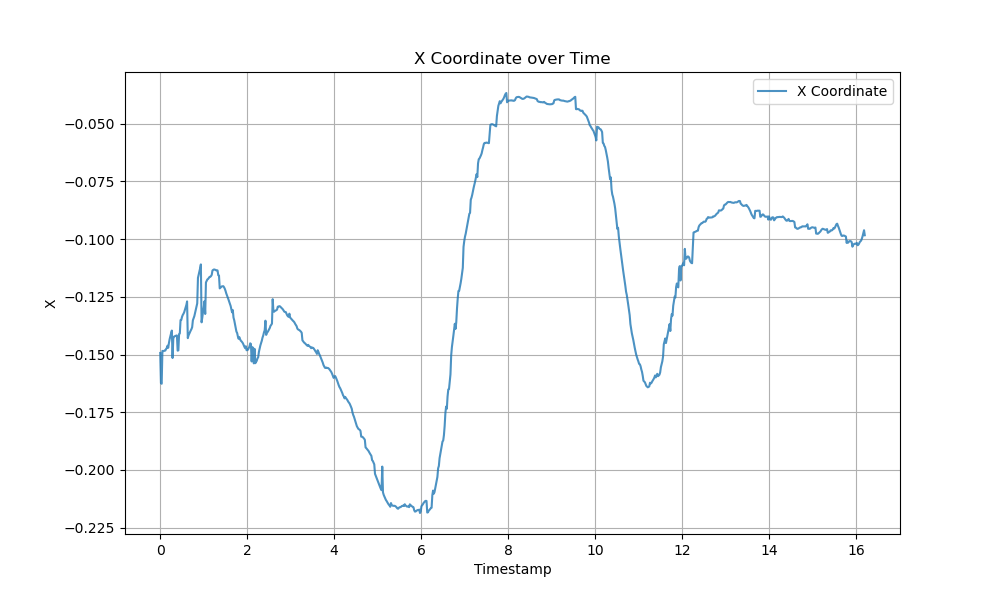 X Coordinate over Time
X Coordinate
−0.050
−0.075
−0.100
−0.125
−0.150
−0.175
−0.200
−0.225
X
0 2 4 6 8 10 12 14 16
Timestamp